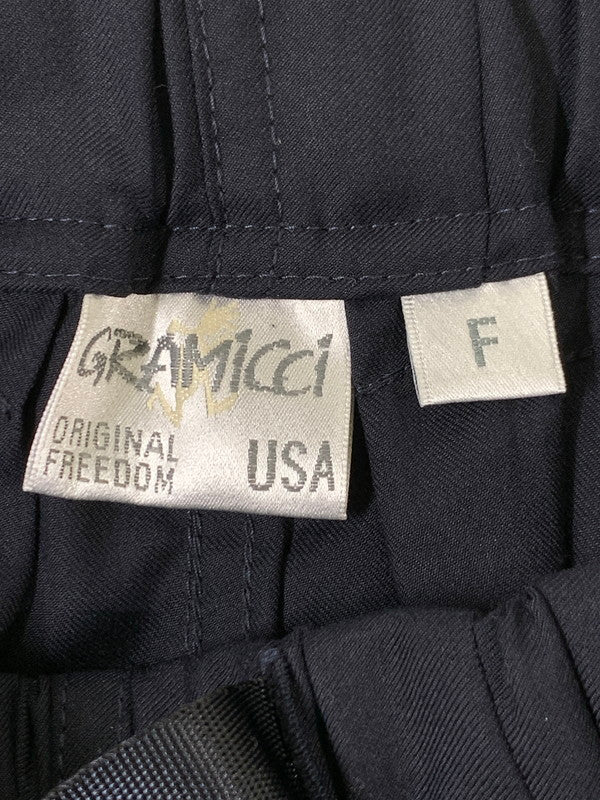 GRAMiCCi
ORIGINAL
FREEDOM
USA
F